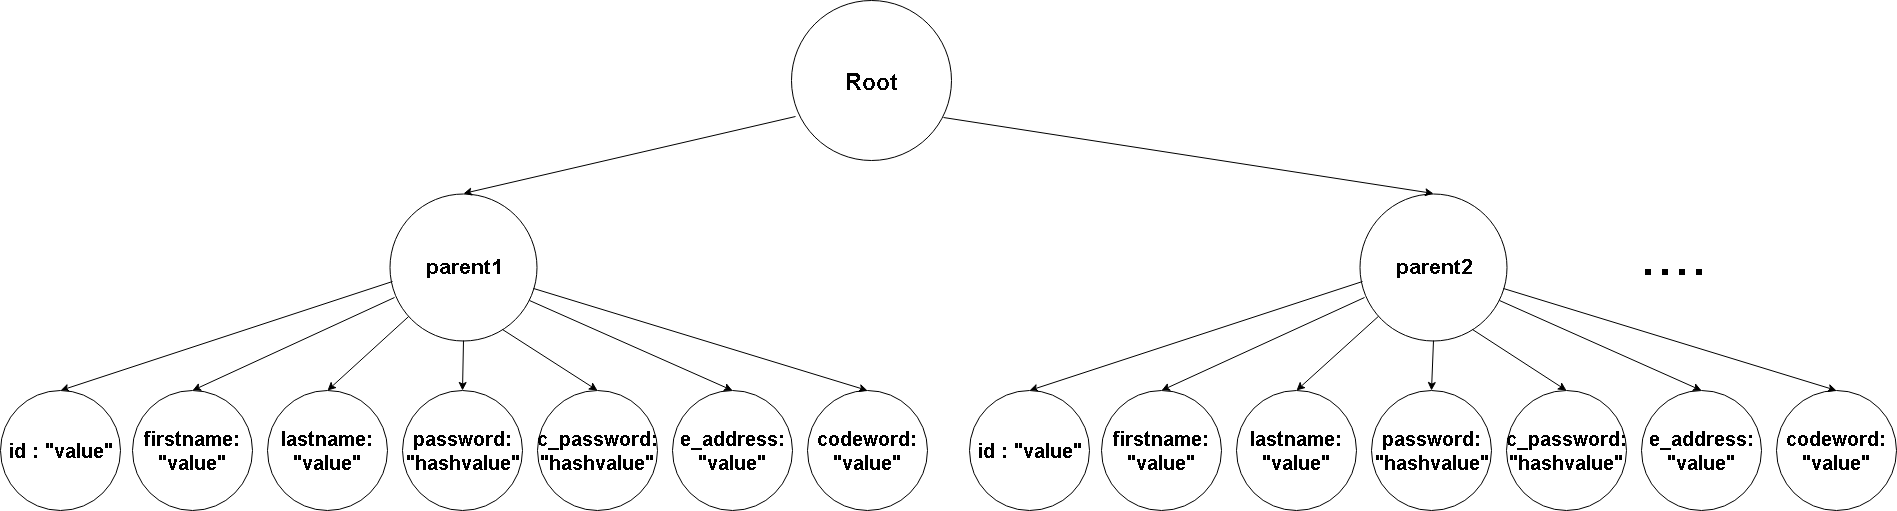 Root
parent1
parent2
....
id : "value"
firstname:
"value"
lastname:
"value"
password:
"hashvalue"
c_password:
"hashvalue"
e_address:
"value"
codeword:
"value"
id : "value"
firstname:
"value"
lastname:
"value"
password:
"hashvalue"
c_password:
"hashvalue"
e_address:
"value"
codeword:
"value"